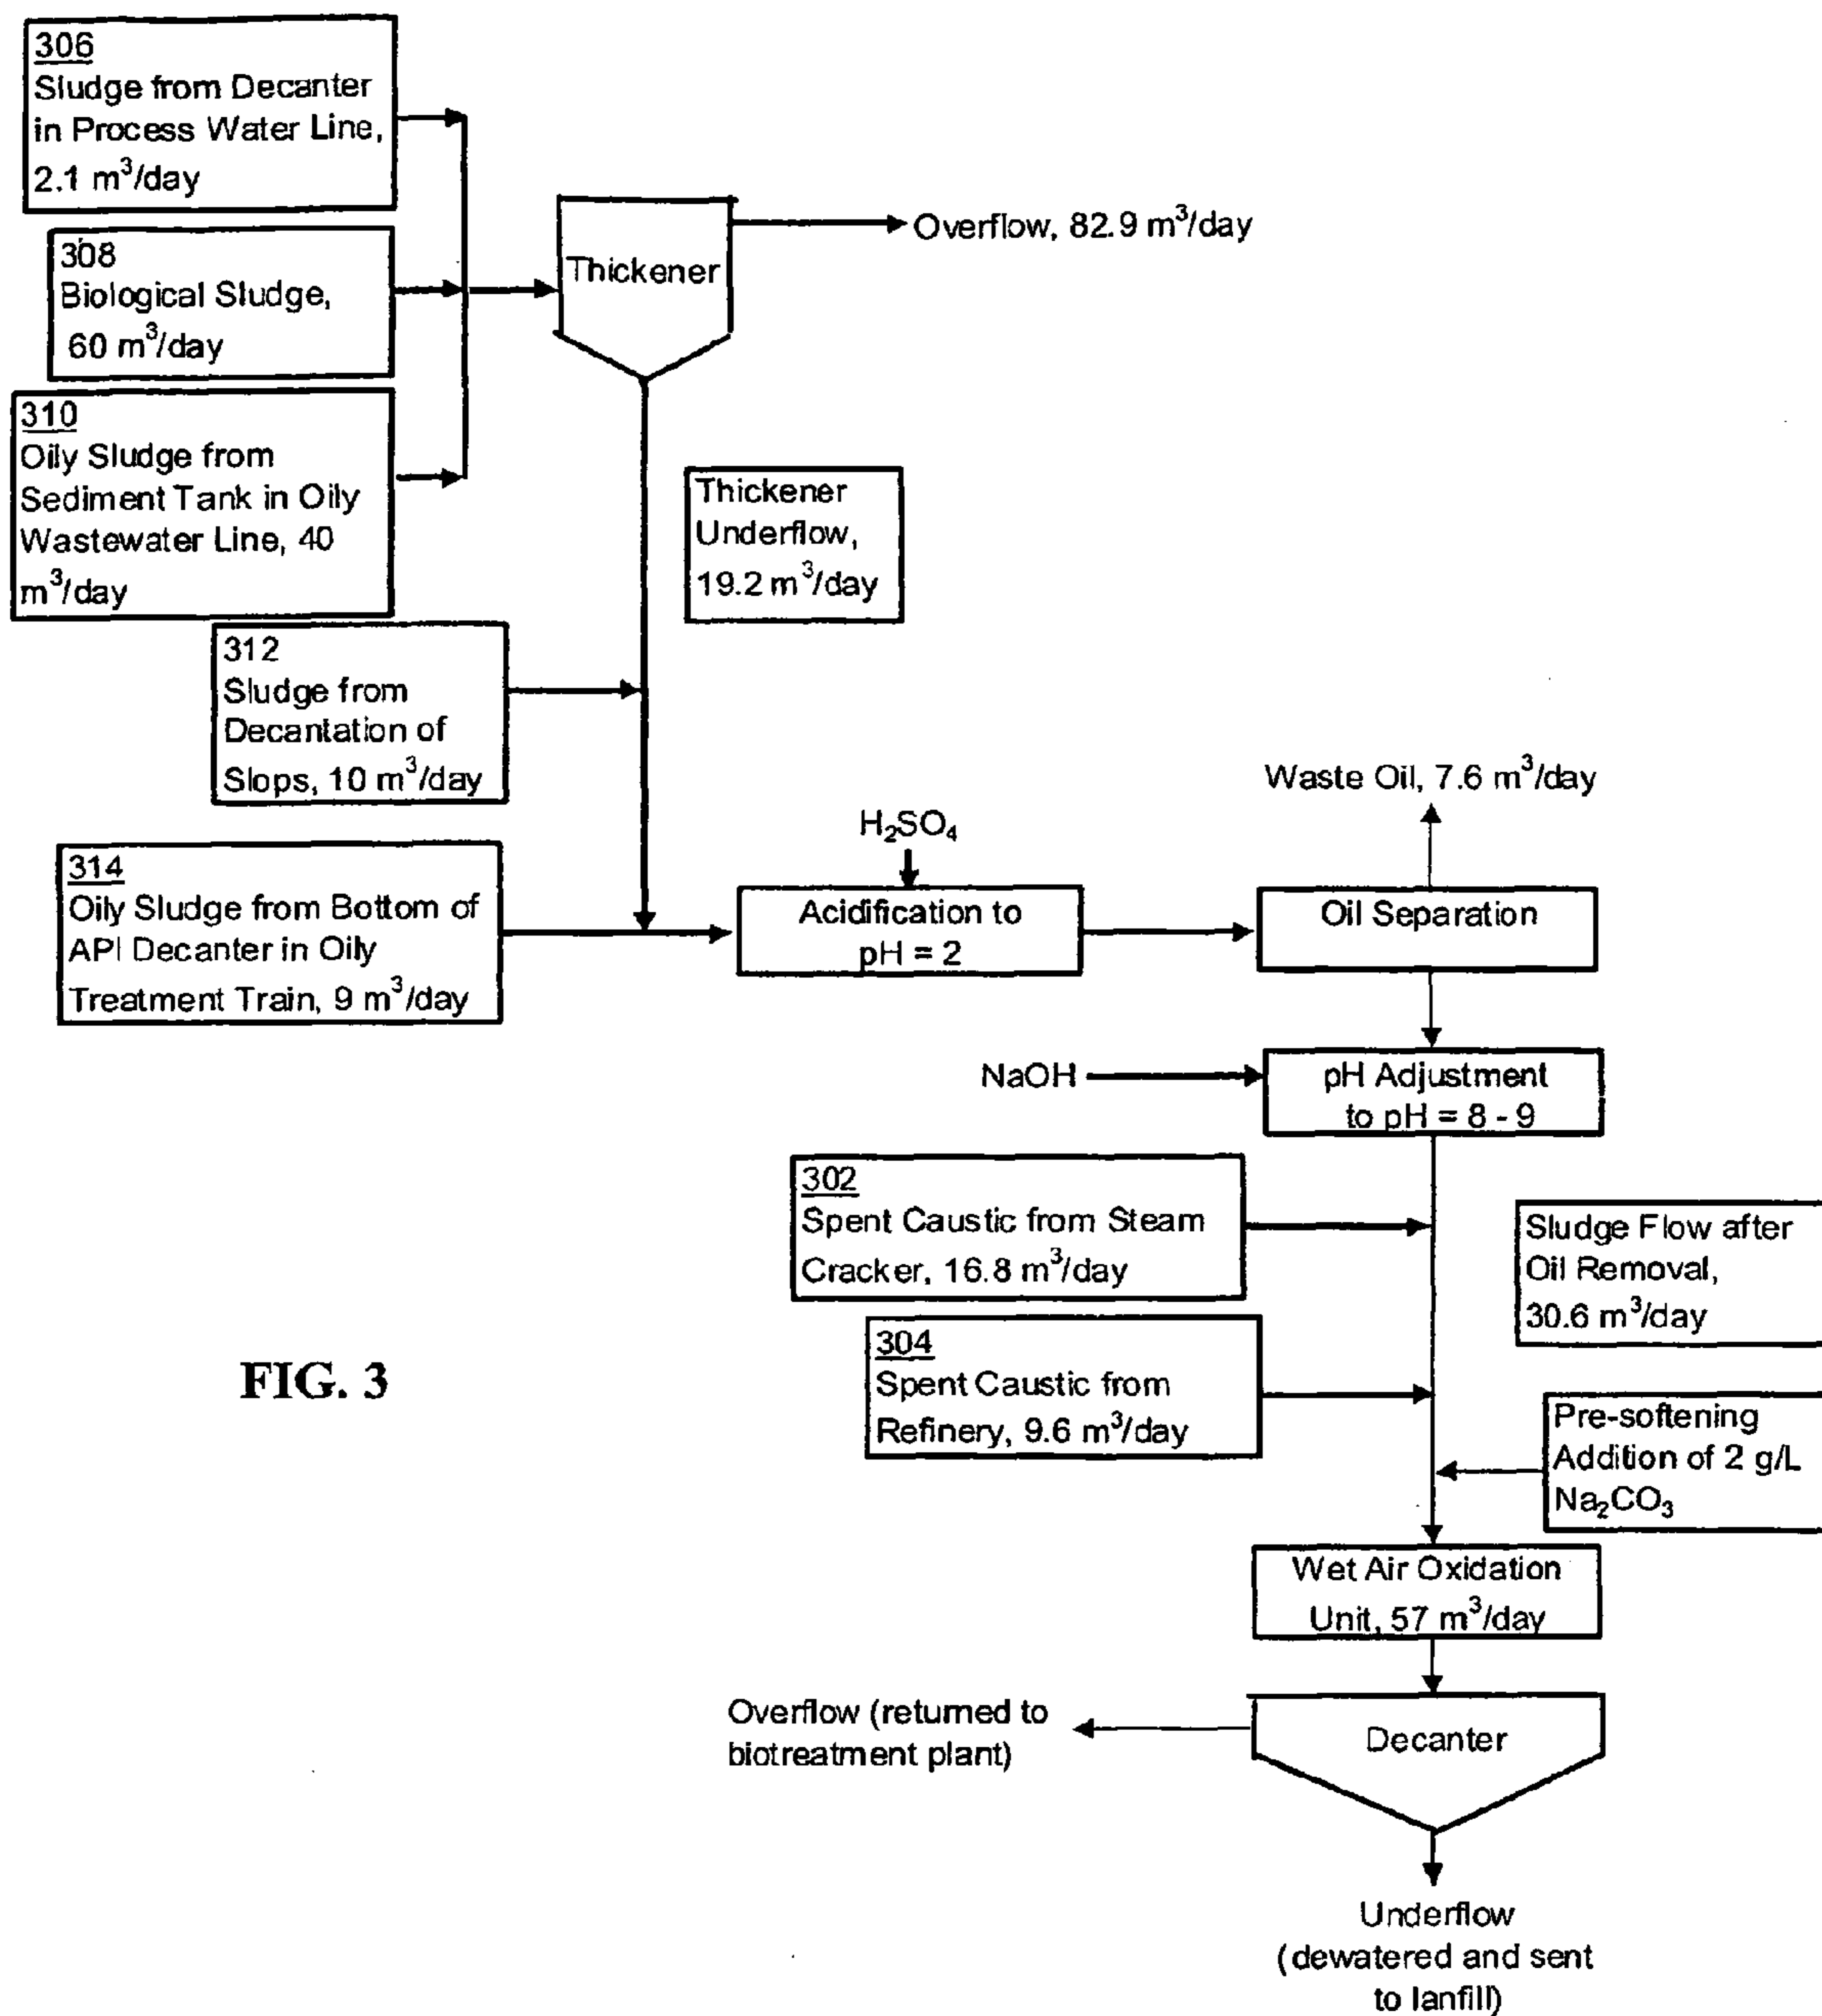 306
Sludge from Decanter
in Process Water Line,
2.1 m³/day
308
Biological Sludge,
60 m³/day
310
Oily Sludge from
Sediment Tank in Oily
Wastewater Line, 40
m³/day
Thickener
Overflow, 82.9 m³/day
Thickener
Underflow,
19.2 m³/day
312
Sludge from
Decantation of
Slops, 10 m³/day
314
Oily Sludge from Bottom of
API Decanter in Oily
Treatment Train, 9 m³/day
H₂SO₄
Acidification to
pH = 2
Waste Oil, 7.6 m³/day
Oil Separation
NaOH
pH Adjustment
to pH = 8 - 9
302
Spent Caustic from Steam
Cracker, 16.8 m³/day
Sludge Flow after
Oil Removal,
30.6 m³/day
304
Spent Caustic from
Refinery, 9.6 m³/day
Pre-softening
Addition of 2 g/L
Na₂CO₃
FIG. 3
Wet Air Oxidation
Unit, 57 m³/day
Overflow (returned to
biotreatment plant)
Decanter
Underflow
(dewatered and sent
to lanfill)